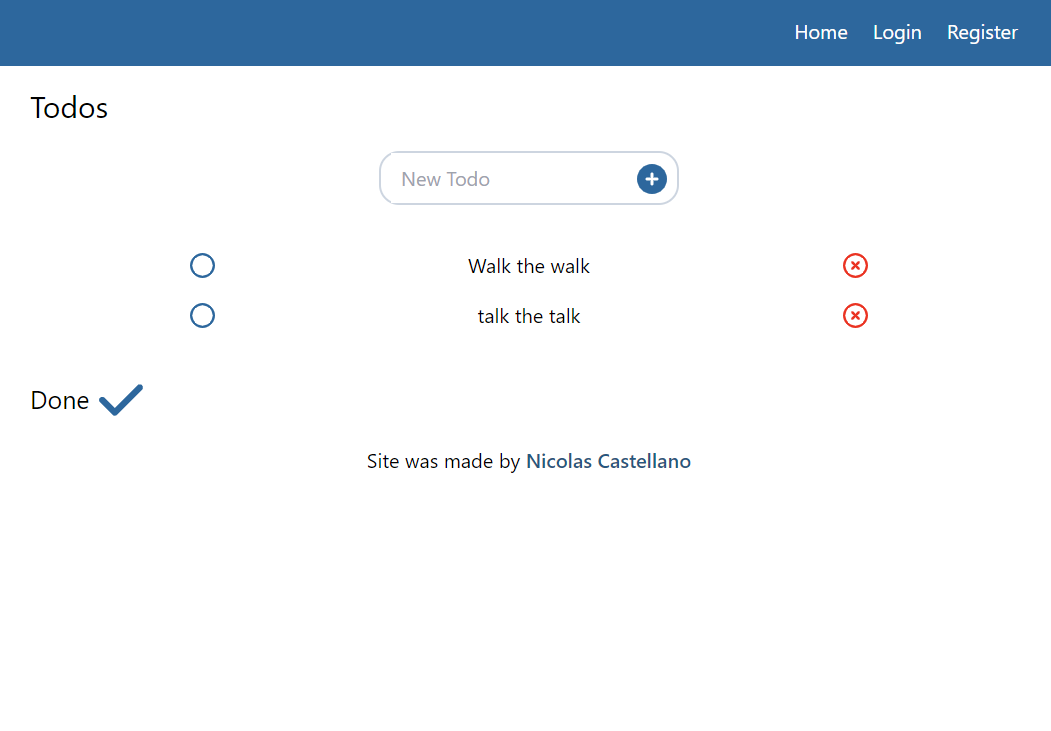 Home Login Register
Todos
New Todo
Walk the walk
talk the talk
Done
Site was made by Nicolas Castellano